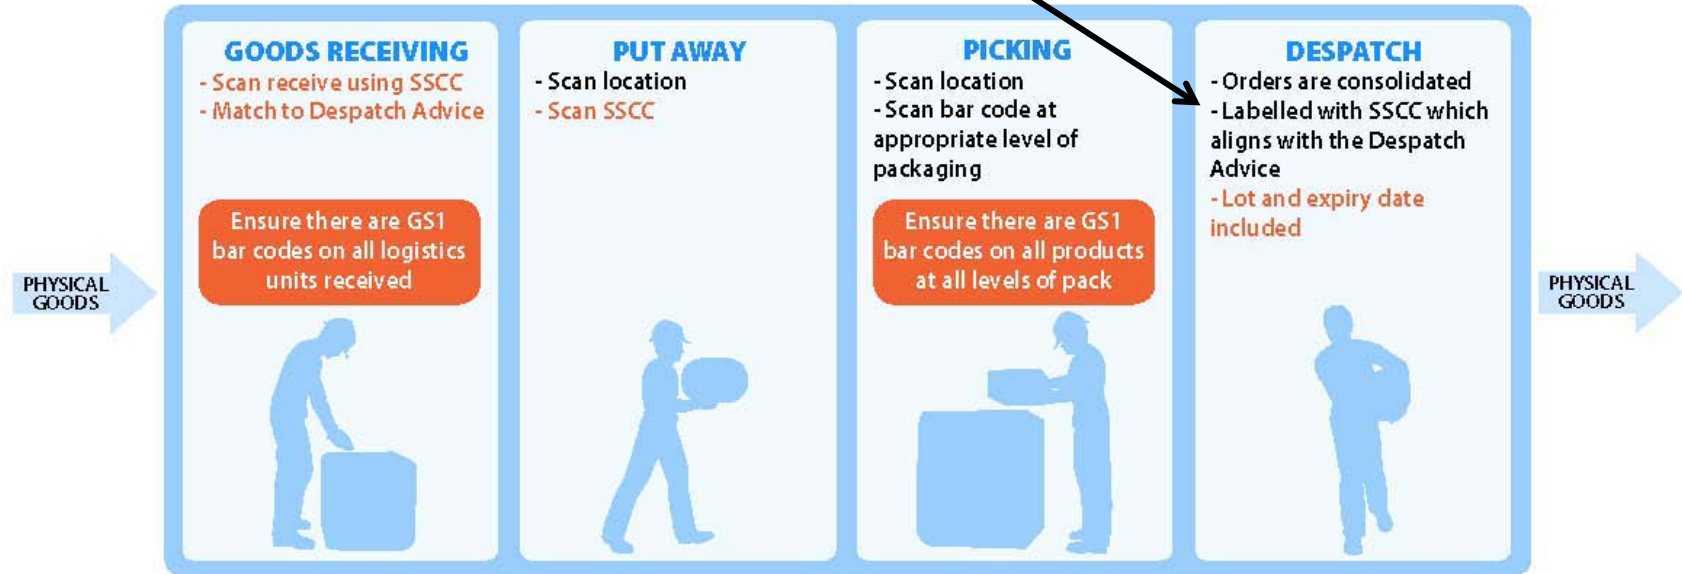 PHYSICAL
GOODS
GOODS RECEIVING
- Scan receive using SSCC
- Match to Despatch Advice
Ensure there are GS1
bar codes on all logistics
units received
PUT AWAY
- Scan location
- Scan SSCC
PICKING
- Scan location
- Scan bar code at
appropriate level of
packaging
Ensure there are GS1
bar codes on all products
at all levels of pack
DESPATCH
- Orders are consolidated
- Labelled with SSCC which
aligns with the Despatch
Advice
- Lot and expiry date
included
PHYSICAL
GOODS